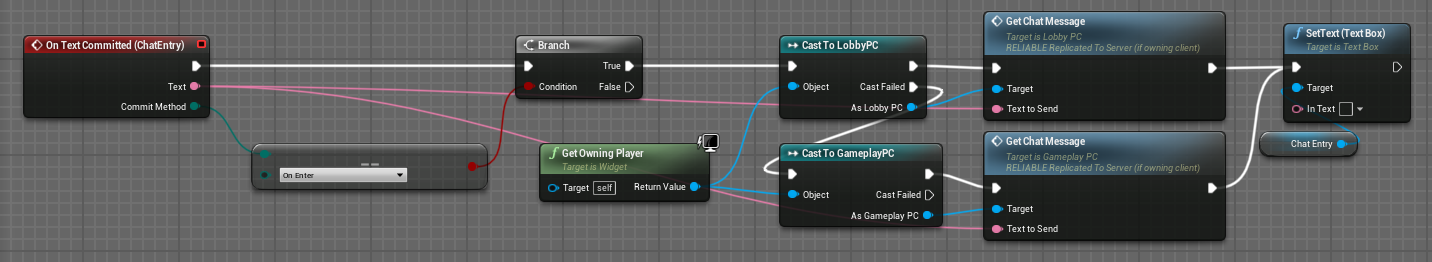 On Text Committed (ChatEntry)
Text
Commit Method
==
On Enter
Branch
True
Condition
False
Get Owning Player
Target is Widget
Target
self
Return Value
Cast To LobbyPC
Object
Cast Failed
As Lobby PC
Cast To GameplayPC
Object
Cast Failed
As Gameplay PC
Get Chat Message
Target is Lobby PC
RELIABLE Replicated To Server (if owning client)
Target
Text to Send
Get Chat Message
Target is Gameplay PC
RELIABLE Replicated To Server (if owning client)
Target
Text to Send
SetText (Text Box)
Target is Text Box
Target
In Text
Chat Entry